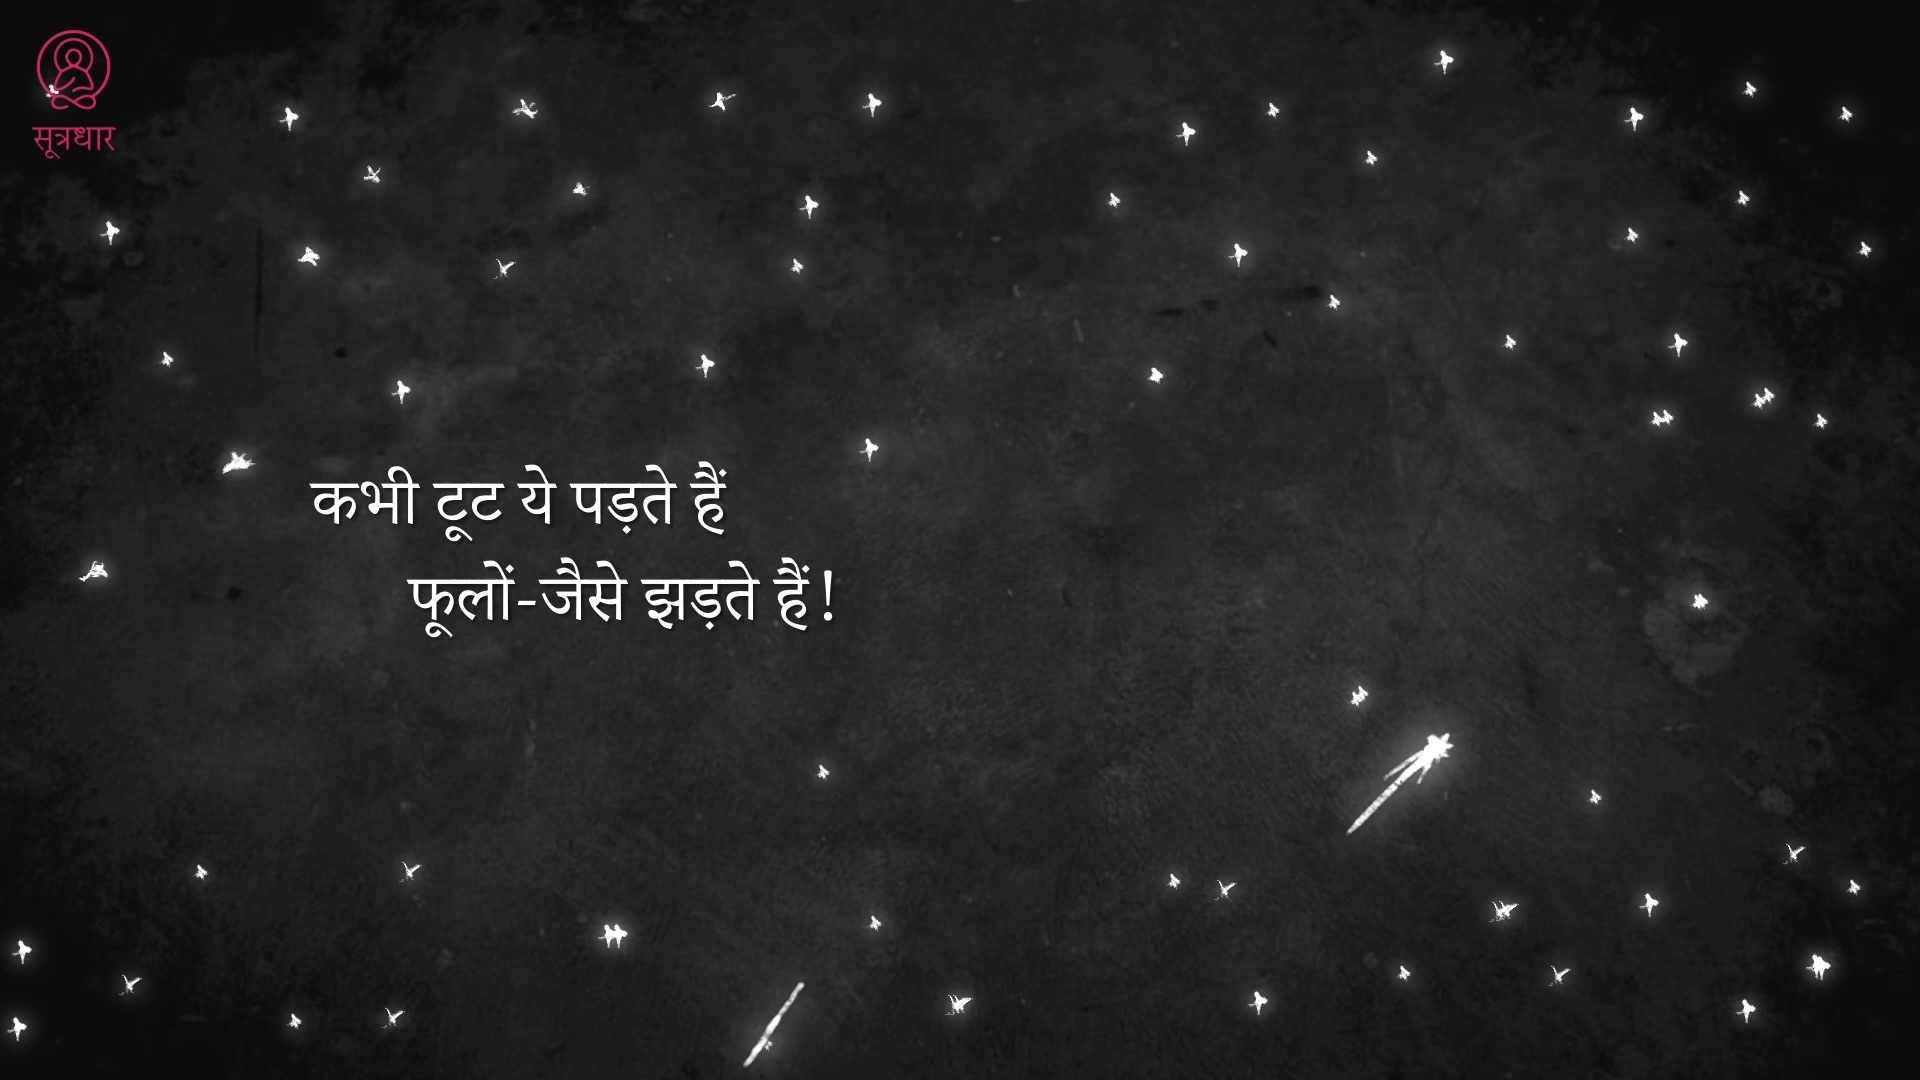 सूत्रधार
कभी टूट ये पड़ते हैं
फूलों-जैसे झड़ते हैं!